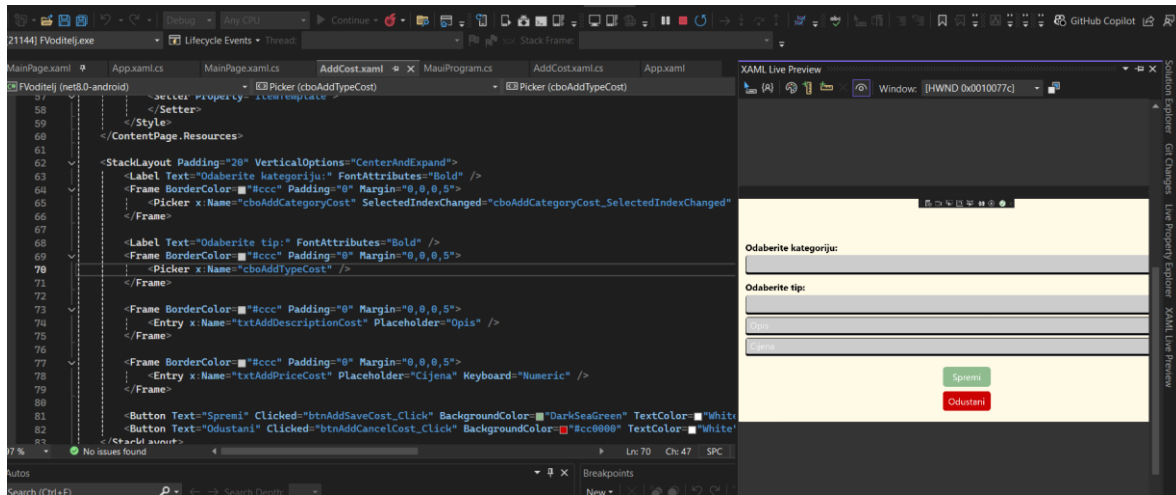 Debug Any CPU Continue GitHub Copilot
[21144] FVoditelj.exe Lifecycle Events Thread: Stack Frame:
MainPage.xaml App.xaml.cs MainPage.xaml.cs AddCost.xaml MauiProgram.cs AddCost.xaml.cs App.xaml
FVoditelj (net8.0-android) Picker (cboAddTypeCost) Picker (cboAddTypeCost)
57 <Setter Property="ItemTemplate">
58 </Setter>
59 </Style>
60 </ContentPage.Resources>
61
62 <StackLayout Padding="20" VerticalOptions="CenterAndExpand">
63 <Label Text="Odaberite kategoriju:" FontAttributes="Bold" />
64 <Frame BorderColor="#ccc" Padding="0" Margin="0,0,0,5">
65 <Picker x:Name="cboAddCategoryCost" SelectedIndexChanged="cboAddCategoryCost_SelectedIndexChanged"
66 </Frame>
67
68 <Label Text="Odaberite tip:" FontAttributes="Bold" />
69 <Frame BorderColor="#ccc" Padding="0" Margin="0,0,0,5">
70 <Picker x:Name="cboAddTypeCost" />
71 </Frame>
72
73 <Frame BorderColor="#ccc" Padding="0" Margin="0,0,0,5">
74 <Entry x:Name="txtAddDescriptionCost" Placeholder="Opis" />
75 </Frame>
76
77 <Frame BorderColor="#ccc" Padding="0" Margin="0,0,0,5">
78 <Entry x:Name="txtAddPriceCost" Placeholder="Cijena" Keyboard="Numeric" />
79 </Frame>
80
81 <Button Text="Spremi" Clicked="btnAddSaveCost_Click" BackgroundColor="DarkSeaGreen" TextColor="White
82 <Button Text="Odustani" Clicked="btnAddCancelCost_Click" BackgroundColor="#cc0000" TextColor="White"
83 </StackLayout>
97 % No issues found Ln: 70 Ch: 47 SPC
Autos
Search (Ctrl+E) Search Depth:
Breakpoints
New
XAML Live Preview
Window: [HWND 0x0010077c]
Odaberite kategoriju:
Odaberite tip:
Opis
Cijena
Spremi
Odustani
Solution Explorer
Git Changes
Live Property Explorer
XAML Live Preview